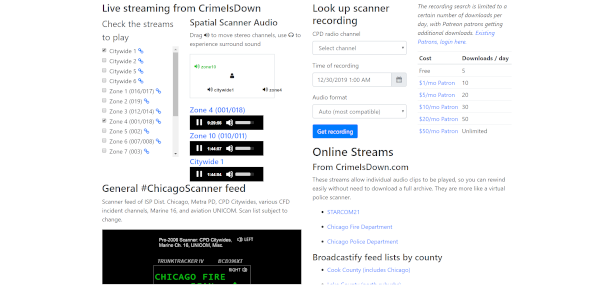 Live streaming from CrimeIsDown
Check the streams
to play
Citywide 1
Citywide 2
Citywide 5
Citywide 6
Zone 1 (016/017)
Zone 2 (019)
Zone 3 (012/014)
Zone 4 (001/018)
Zone 5 (002)
Zone 6 (007/008)
Zone 7 (003)
Spatial Scanner Audio
Drag to move stereo channels, use to
experience surround sound
zone10
citywide1
zone4
Zone 4 (001/018)
9:29:06
Zone 10 (010/011)
1:44:07
Citywide 1
1:44:04
General #ChicagoScanner feed
Scanner feed of ISP Dist. Chicago, Metra PD, CPD Citywides, various CFD
incident channels, Marine 16, and aviation UNICOM. Scan list subject to
change.
Pre-2006 Scanner: CPD Citywides,
Marine Ch. 16, UNICOM, Misc.
LEFT
TRUNKTRACKER IV BCD396XT
RIGHT
CHICAGO FIRE
Look up scanner
recording
CPD radio channel
Select channel
Time of recording
12/30/2019 1:00 AM
Audio format
Auto (most compatible)
Get recording
The recording search is limited to a
certain number of downloads per
day, with Patreon patrons getting
additional downloads. Existing
Patrons, login here.
Cost Downloads / day
Free 5
$1/mo Patron 10
$5/mo Patron 20
$10/mo Patron 30
$20/mo Patron 50
$50/mo Patron Unlimited
Online Streams
From CrimeIsDown.com
These streams allow individual audio clips to be played, so you can rewind
easily without need to download a full archive. They are more like a virtual
police scanner.
STARCOM21
Chicago Fire Department
Chicago Police Department
Broadcastify feed lists by county
Cook County (includes Chicago)